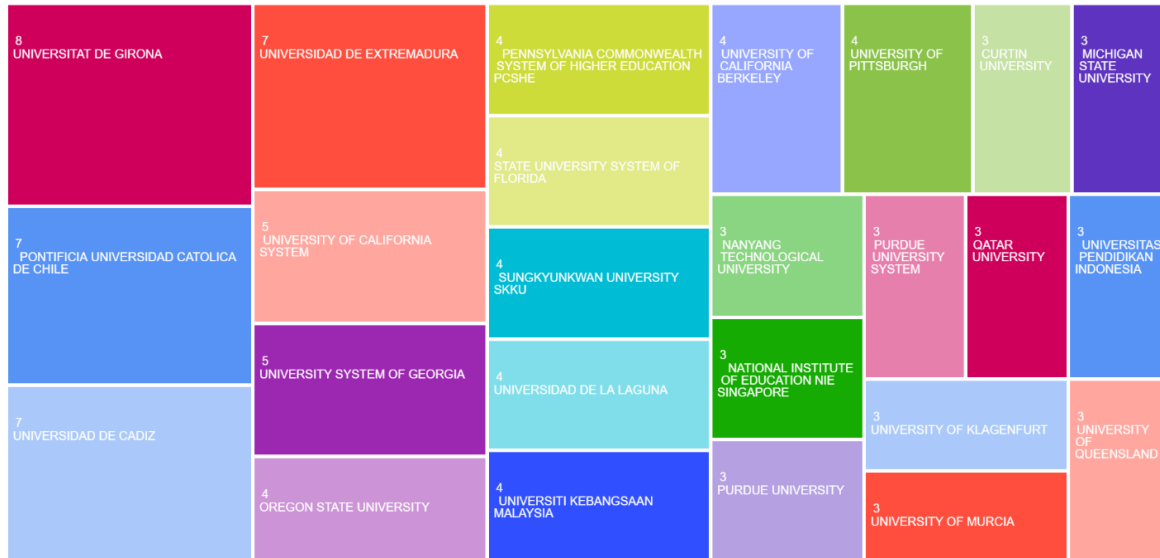 8
UNIVERSITAT DE GIRONA
7
PONTIFICIA UNIVERSIDAD CATOLICA
DE CHILE
7
UNIVERSIDAD DE CADIZ
7
UNIVERSIDAD DE EXTREMADURA
5
UNIVERSITY OF CALIFORNIA
SYSTEM
5
UNIVERSITY SYSTEM OF GEORGIA
4
OREGON STATE UNIVERSITY
4
PENNSYLVANIA COMMONWEALTH
SYSTEM OF HIGHER EDUCATION
PCSHE
4
STATE UNIVERSITY SYSTEM OF
FLORIDA
4
SUNGKYUNKWAN UNIVERSITY
SKKU
4
UNIVERSIDAD DE LA LAGUNA
4
UNIVERSITI KEBANGSAAN
MALAYSIA
4
UNIVERSITY OF
CALIFORNIA
BERKELEY
4
UNIVERSITY OF
PITTSBURGH
3
CURTIN
UNIVERSITY
3
MICHIGAN
STATE
UNIVERSITY
3
NANYANG
TECHNOLOGICAL
UNIVERSITY
3
NATIONAL INSTITUTE
OF EDUCATION NIE
SINGAPORE
3
PURDUE UNIVERSITY
3
PURDUE
UNIVERSITY
SYSTEM
3
QATAR
UNIVERSITY
3
UNIVERSITAS
PENDIDIKAN
INDONESIA
3
UNIVERSITY OF KLAGENFURT
3
UNIVERSITY OF MURCIA
3
UNIVERSITY
OF
QUEENSLAND